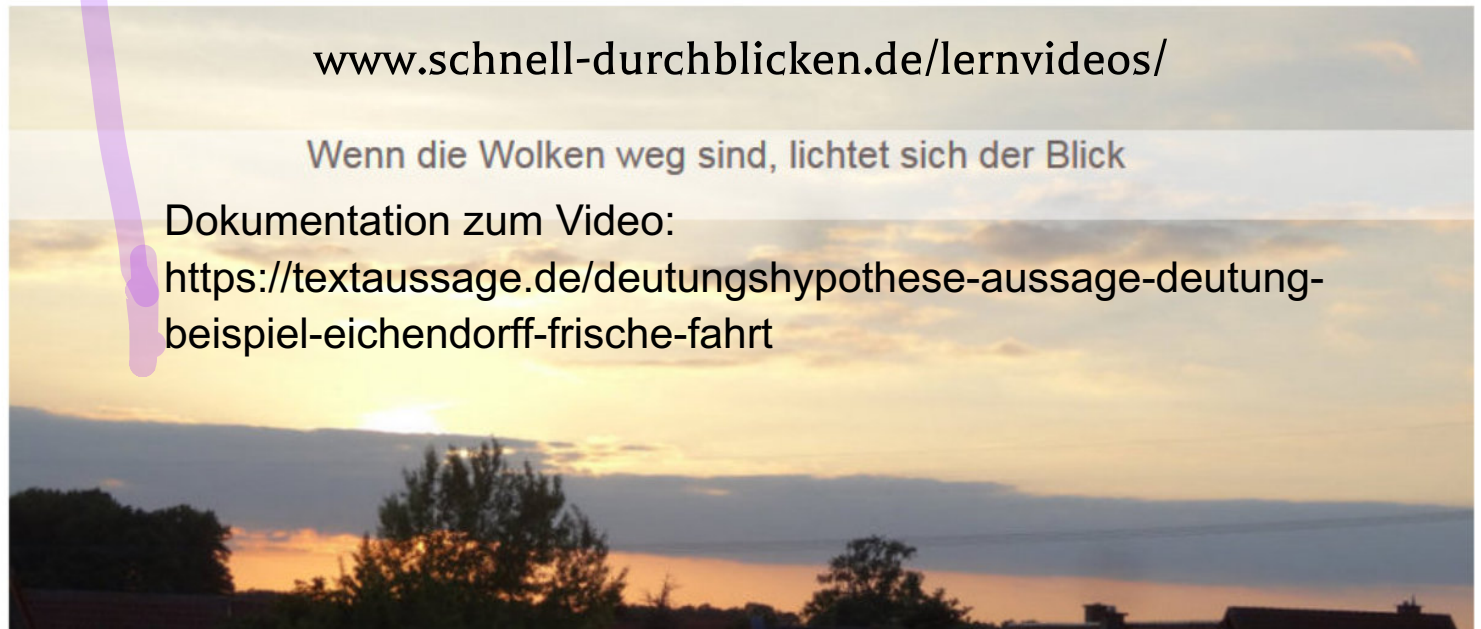 www.schnell-durchblicken.de/lernvideos/
Wenn die Wolken weg sind, lichtet sich der Blick
Dokumentation zum Video:
https://textaussage.de/deutungshypothese-aussage-deutung-
beispiel-eichendorff-frische-fahrt